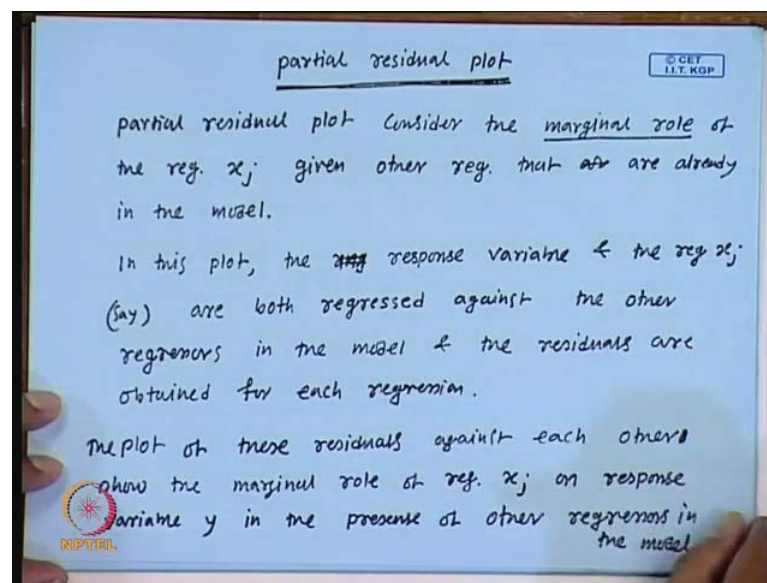 partial residual plot
© CET
I.I.T. KGP
partial residual plot consider the marginal role of
the reg. xj given other reg. that are already
in the model.
In this plot, the response variable & the reg xj
(say) are both regressed against the other
regressors in the model & the residuals are
obtained for each regression.
The plot of these residuals against each other
show the marginal role of reg. xj on response
variable y in the presense of other regressors in
the model
NPTEL